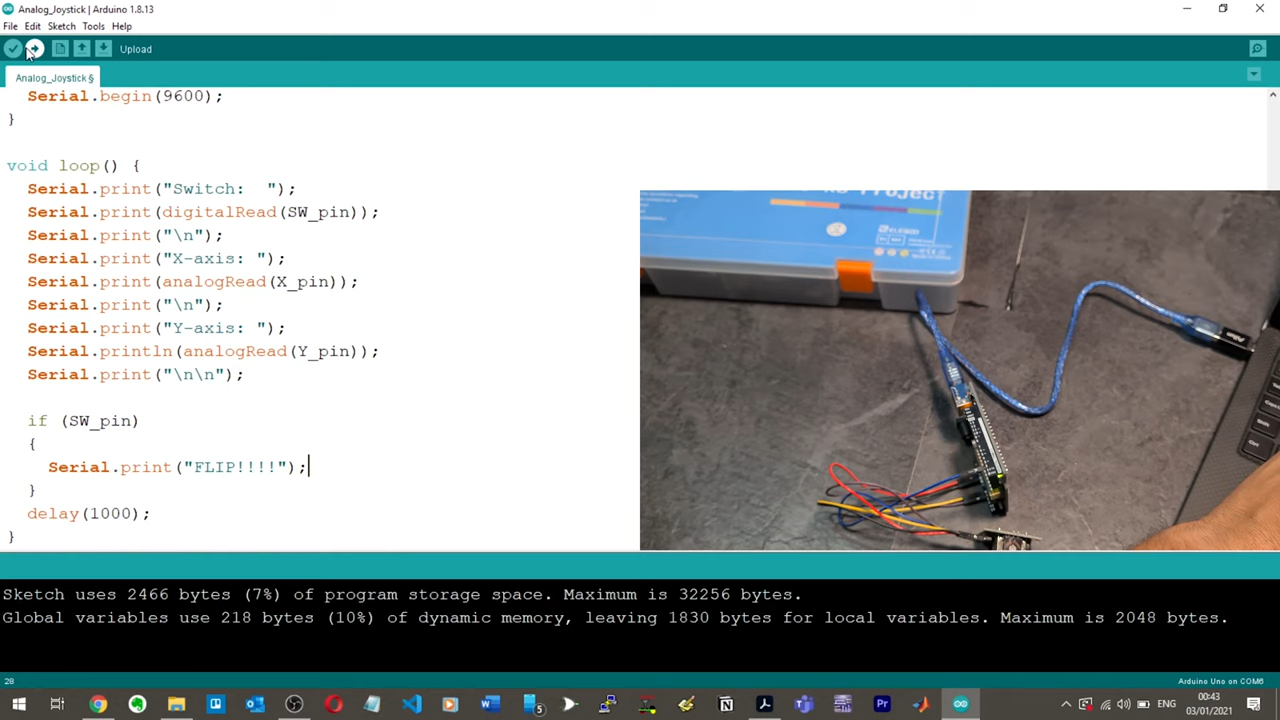 Analog_Joystick | Arduino 1.8.13
File Edit Sketch Tools Help
Upload
Analog_Joystick §
Serial.begin(9600);
}
void loop() {
Serial.print("Switch:  ");
Serial.print(digitalRead(SW_pin));
Serial.print("\n");
Serial.print("X-axis: ");
Serial.print(analogRead(X_pin));
Serial.print("\n");
Serial.print("Y-axis: ");
Serial.println(analogRead(Y_pin));
Serial.print("\n\n");
if (SW_pin)
{
Serial.print("FLIP!!!!");
}
delay(1000);
}
Project
ELEGOO
Sketch uses 2466 bytes (7%) of program storage space. Maximum is 32256 bytes.
Global variables use 218 bytes (10%) of dynamic memory, leaving 1830 bytes for local variables. Maximum is 2048 bytes.
28
Arduino Uno on COM6
5
ENG
00:43
03/01/2021